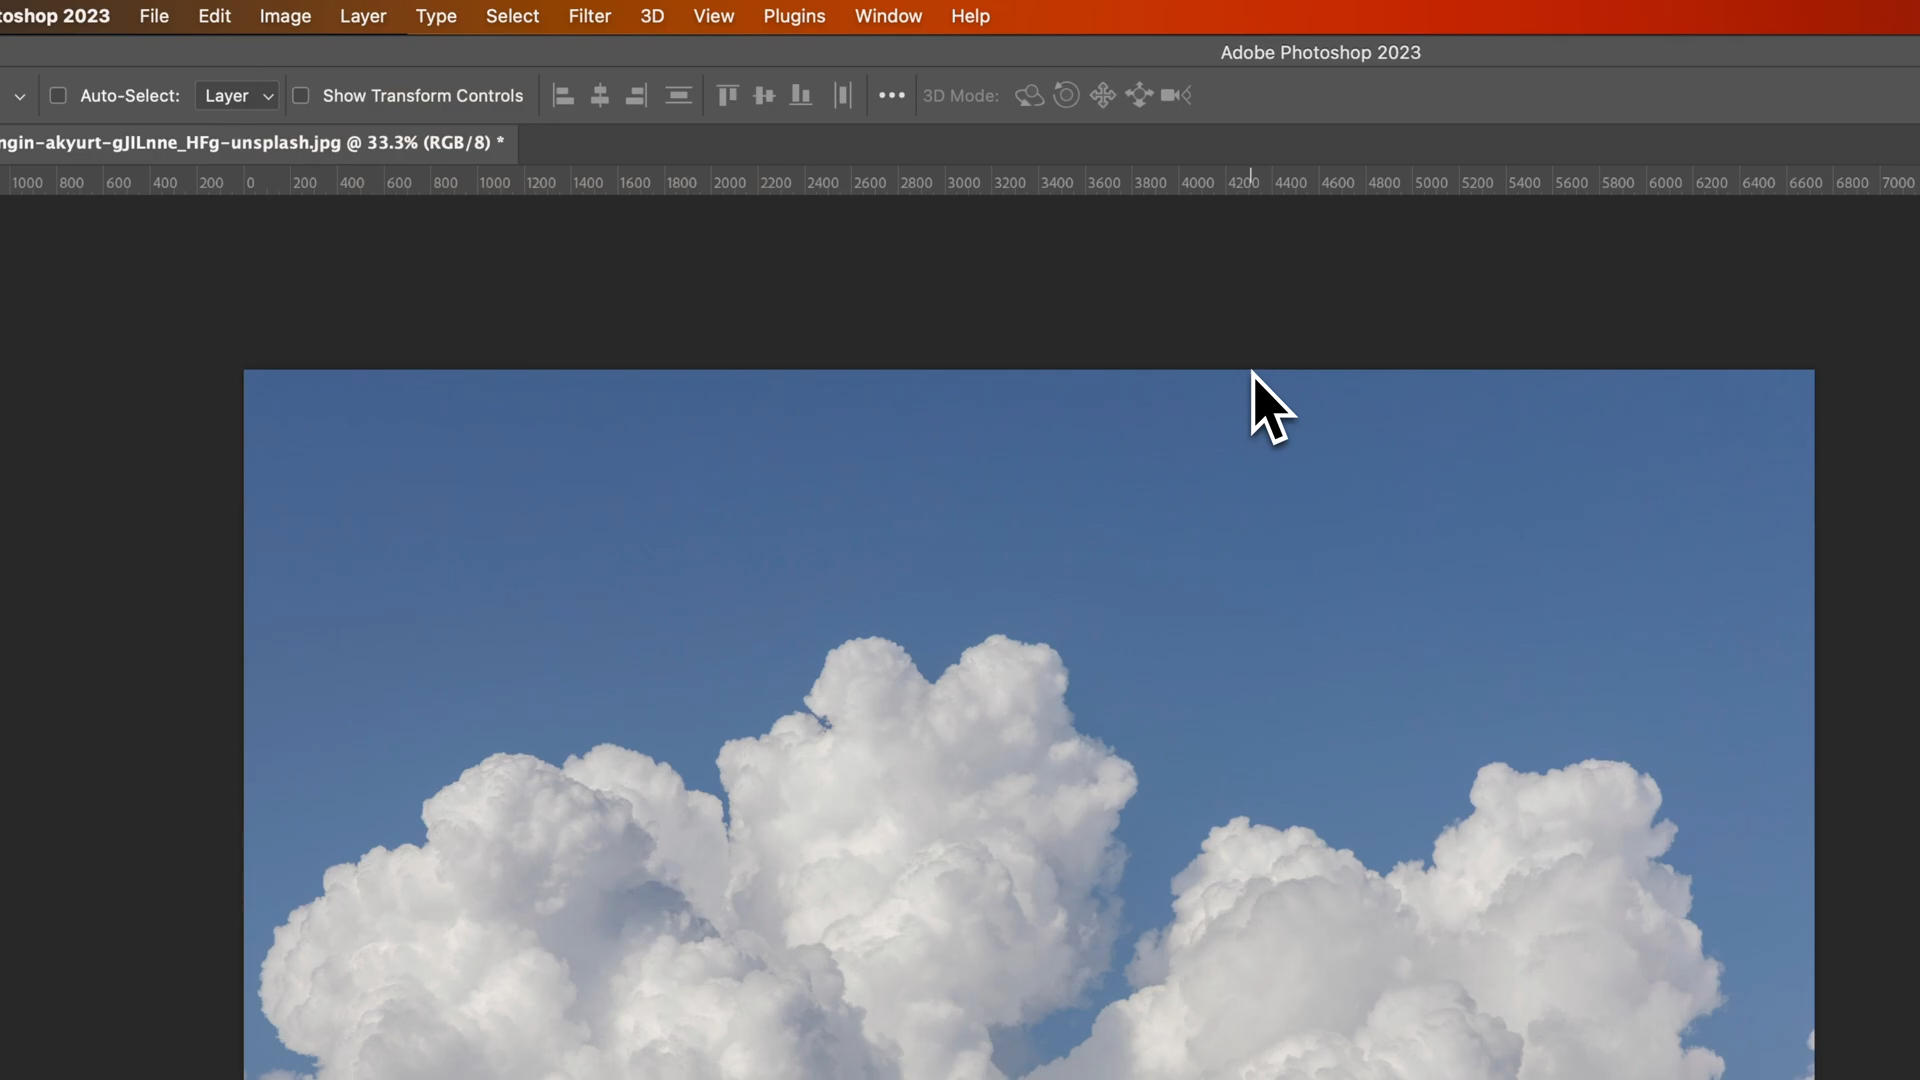 toshop 2023 File Edit Image Layer Type Select Filter 3D View Plugins Window Help
Adobe Photoshop 2023
Auto-Select: Layer Show Transform Controls 3D Mode:
ngin-akyurt-gJILnne_HFg-unsplash.jpg @ 33.3% (RGB/8) *
1000 800 600 400 200 0 200 400 600 800 1000 1200 1400 1600 1800 2000 2200 2400 2600 2800 3000 3200 3400 3600 3800 4000 4200 4400 4600 4800 5000 5200 5400 5600 5800 6000 6200 6400 6600 6800 7000